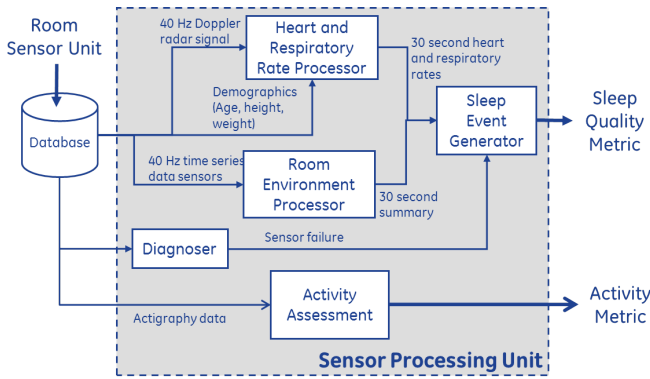 Room
Sensor Unit
40 Hz Doppler
radar signal
Heart and
Respiratory
Rate Processor
30 second heart
and respiratory
rates
Demographics
(Age, height,
weight)
Database
Sleep
Event
Generator
Sleep
Quality
Metric
40 Hz time series
data sensors
Room
Environment
Processor
30 second
summary
Diagnoser
Sensor failure
Actigraphy data
Activity
Assessment
Activity
Metric
Sensor Processing Unit